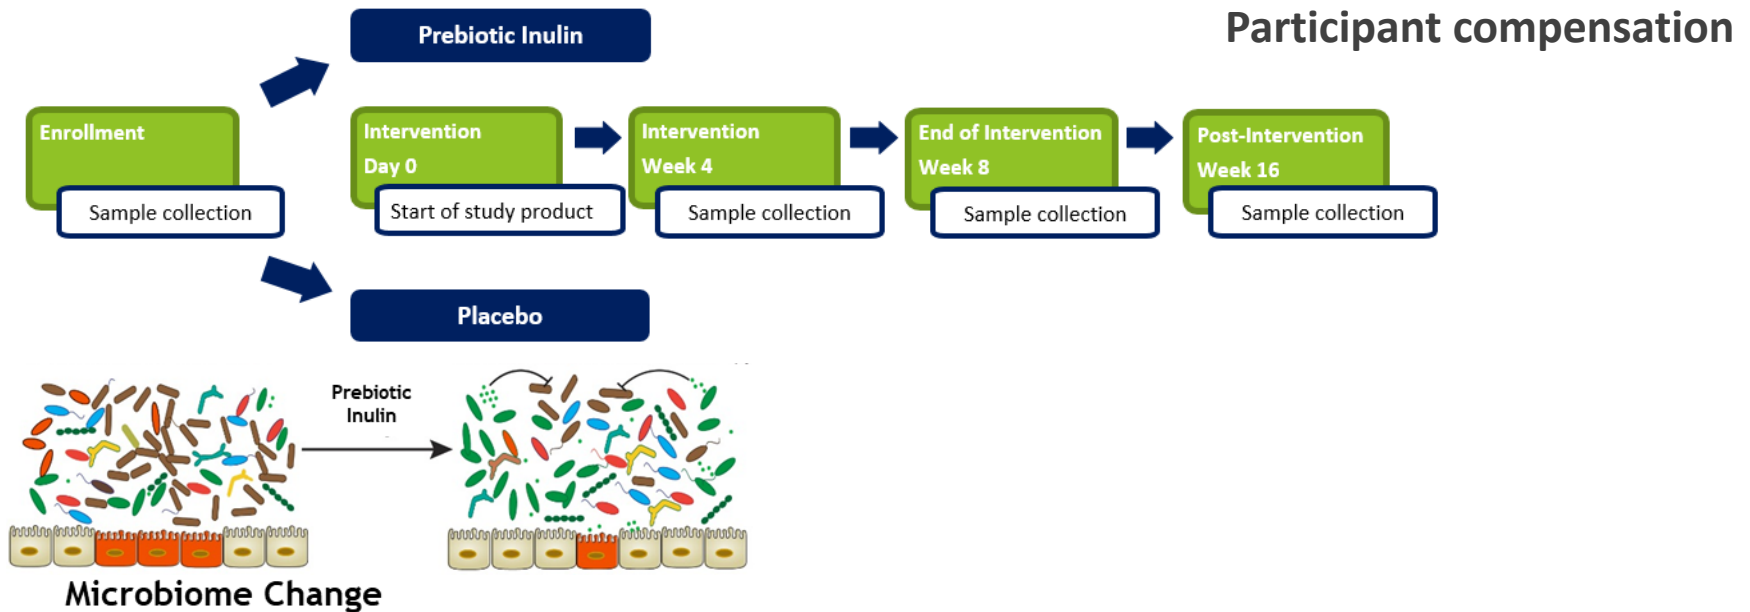 Prebiotic Inulin
Participant compensation
Enrollment
Sample collection
Intervention
Day 0
Start of study product
Intervention
Week 4
Sample collection
End of Intervention
Week 8
Sample collection
Post-Intervention
Week 16
Sample collection
Placebo
Prebiotic
Inulin
Microbiome Change